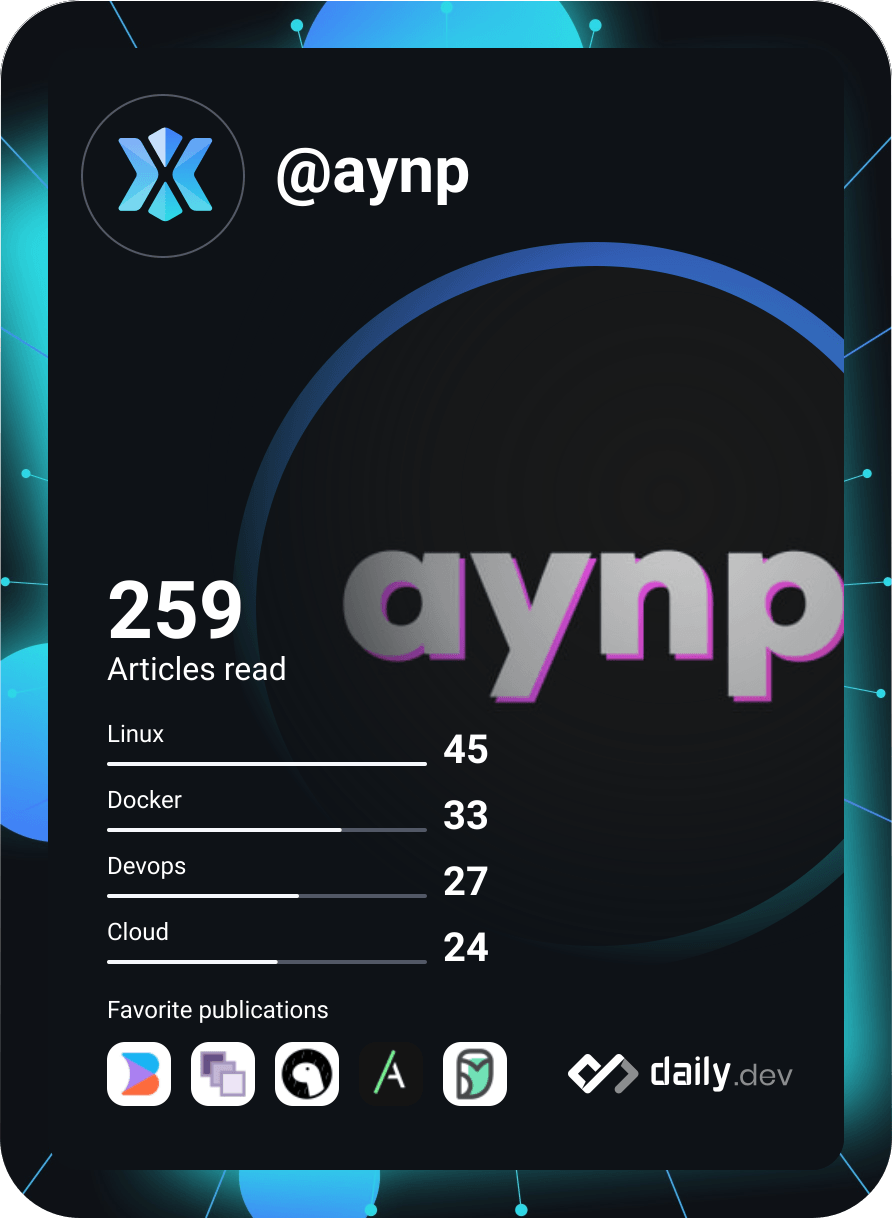 @aynp
aynp
259
Articles read
Linux
45
Docker
33
Devops
27
Cloud
24
Favorite publications
daily.dev